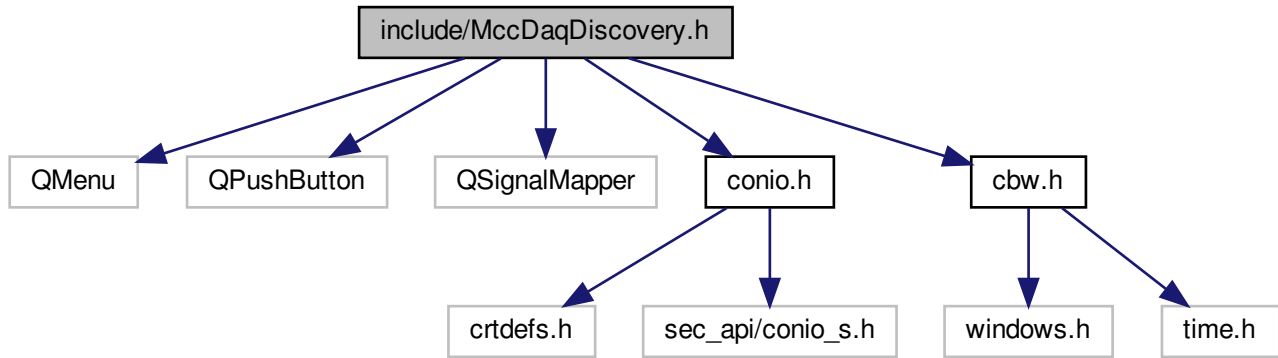 include/MccDaqDiscovery.h
QMenu
QPushButton
QSignalMapper
conio.h
cbw.h
crtdefs.h
sec_api/conio_s.h
windows.h
time.h